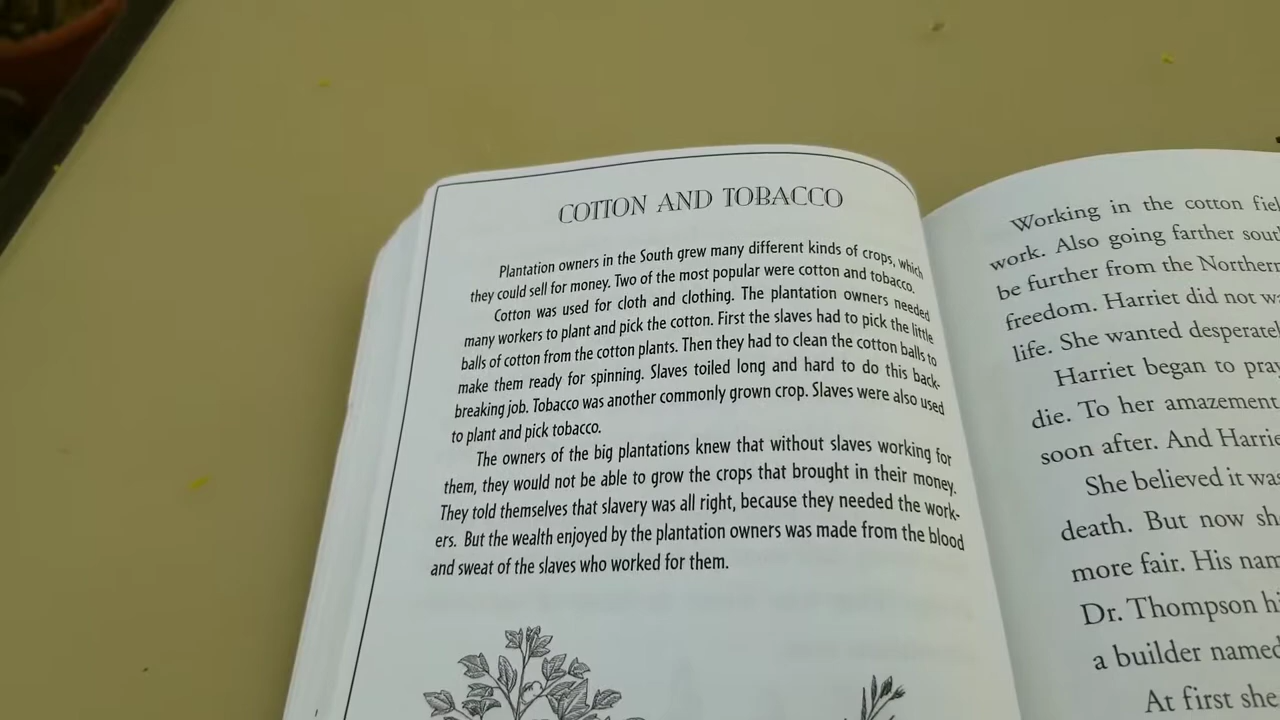 COTTON AND TOBACCO
Plantation owners in the South grew many different kinds of crops, which
they could sell for money. Two of the most popular were cotton and tobacco.
Cotton was used for cloth and clothing. The plantation owners needed
many workers to plant and pick the cotton. First the slaves had to pick the little
balls of cotton from the cotton plants. Then they had to clean the cotton balls to
make them ready for spinning. Slaves toiled long and hard to do this back-
breaking job. Tobacco was another commonly grown crop. Slaves were also used
to plant and pick tobacco.
The owners of the big plantations knew that without slaves working for
them, they would not be able to grow the crops that brought in their money.
They told themselves that slavery was all right, because they needed the work-
ers. But the wealth enjoyed by the plantation owners was made from the blood
and sweat of the slaves who worked for them.
Working in the cotton
work. Also going farther
be further from the Northern
freedom. Harriet did not
life. She wanted
Harriet began to pray
die. To her amazement
soon after. And
She believed it was
death. But now
more fair. His
Dr. Thompson
a builder named
At first she